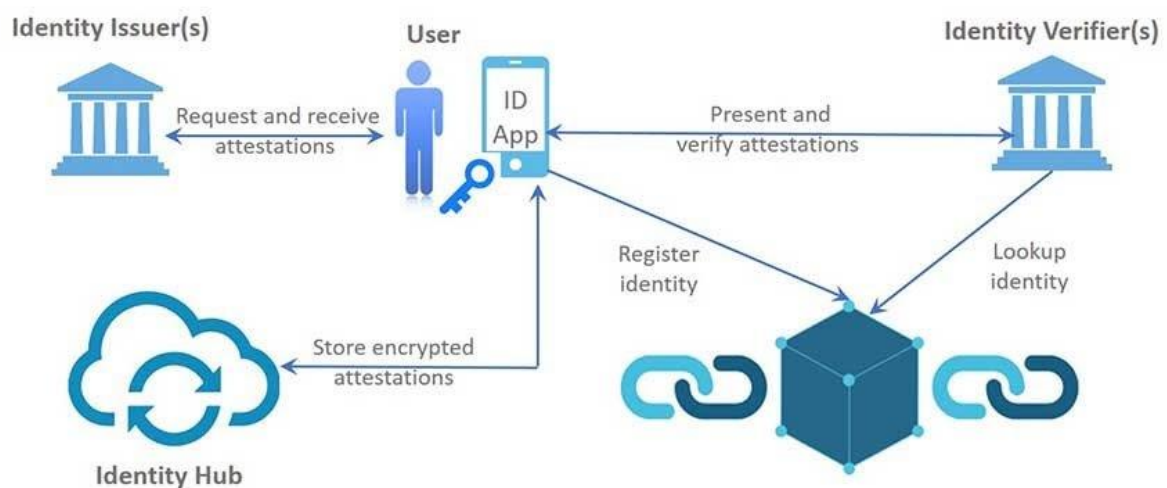 Identity Issuer(s)
User
Identity Verifier(s)
ID
App
Request and receive
attestations
Present and
verify attestations
Register
identity
Lookup
identity
Store encrypted
attestations
Identity Hub